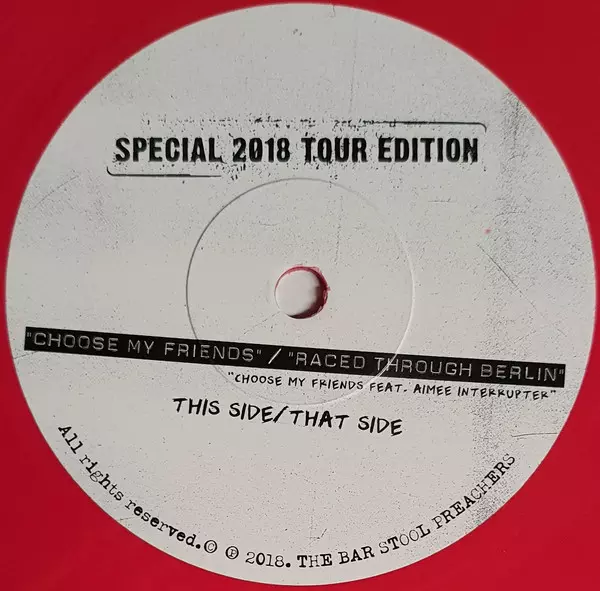 SPECIAL 2018 TOUR EDITION
"CHOOSE MY FRIENDS" / "RACED THROUGH BERLIN"
"CHOOSE MY FRIENDS FEAT. AIMEE INTERRUPTER"
THIS SIDE/THAT SIDE
All rights reserved.© ℗ 2018. THE BAR STOOL PREACHERS